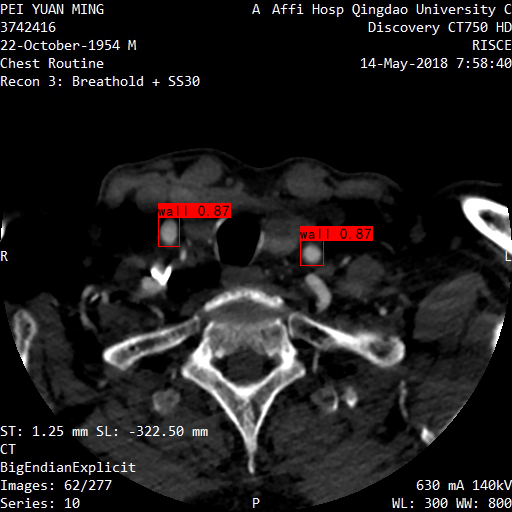 PEI YUAN MING
A Affi Hosp Qingdao University C
3742416
Discovery CT750 HD
22-October-1954 M
RISCE
Chest Routine
14-May-2018 7:58:40
Recon 3: Breathold + SS30
wall 0.87
wall 0.87
R
L
ST: 1.25 mm SL: -322.50 mm
CT
BigEndianExplicit
Images: 62/277
630 mA 140kV
Series: 10
P
WL: 300 WW: 800